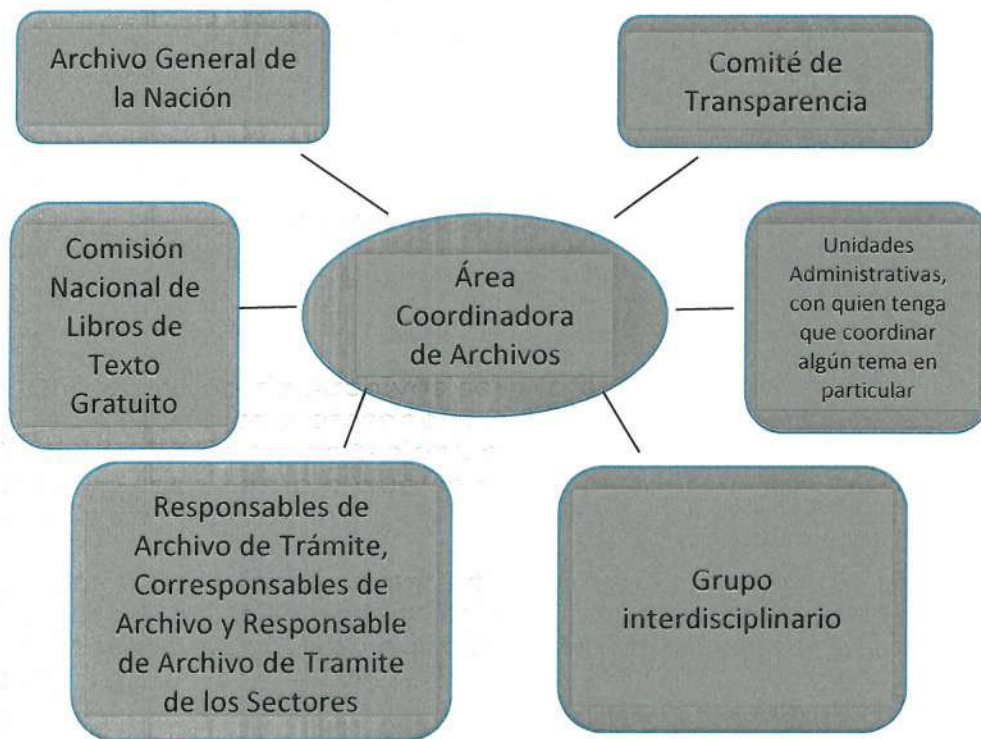 Archivo General de
la Nación
Comité de
Transparencia
Comisión
Nacional de
Libros de
Texto
Gratuito
Área
Coordinadora
de Archivos
Unidades
Administrativas,
con quien tenga
que coordinar
algún tema en
particular
Responsables de
Archivo de Trámite,
Corresponsables de
Archivo y Responsable
de Archivo de Tramite
de los Sectores
Grupo
interdisciplinario